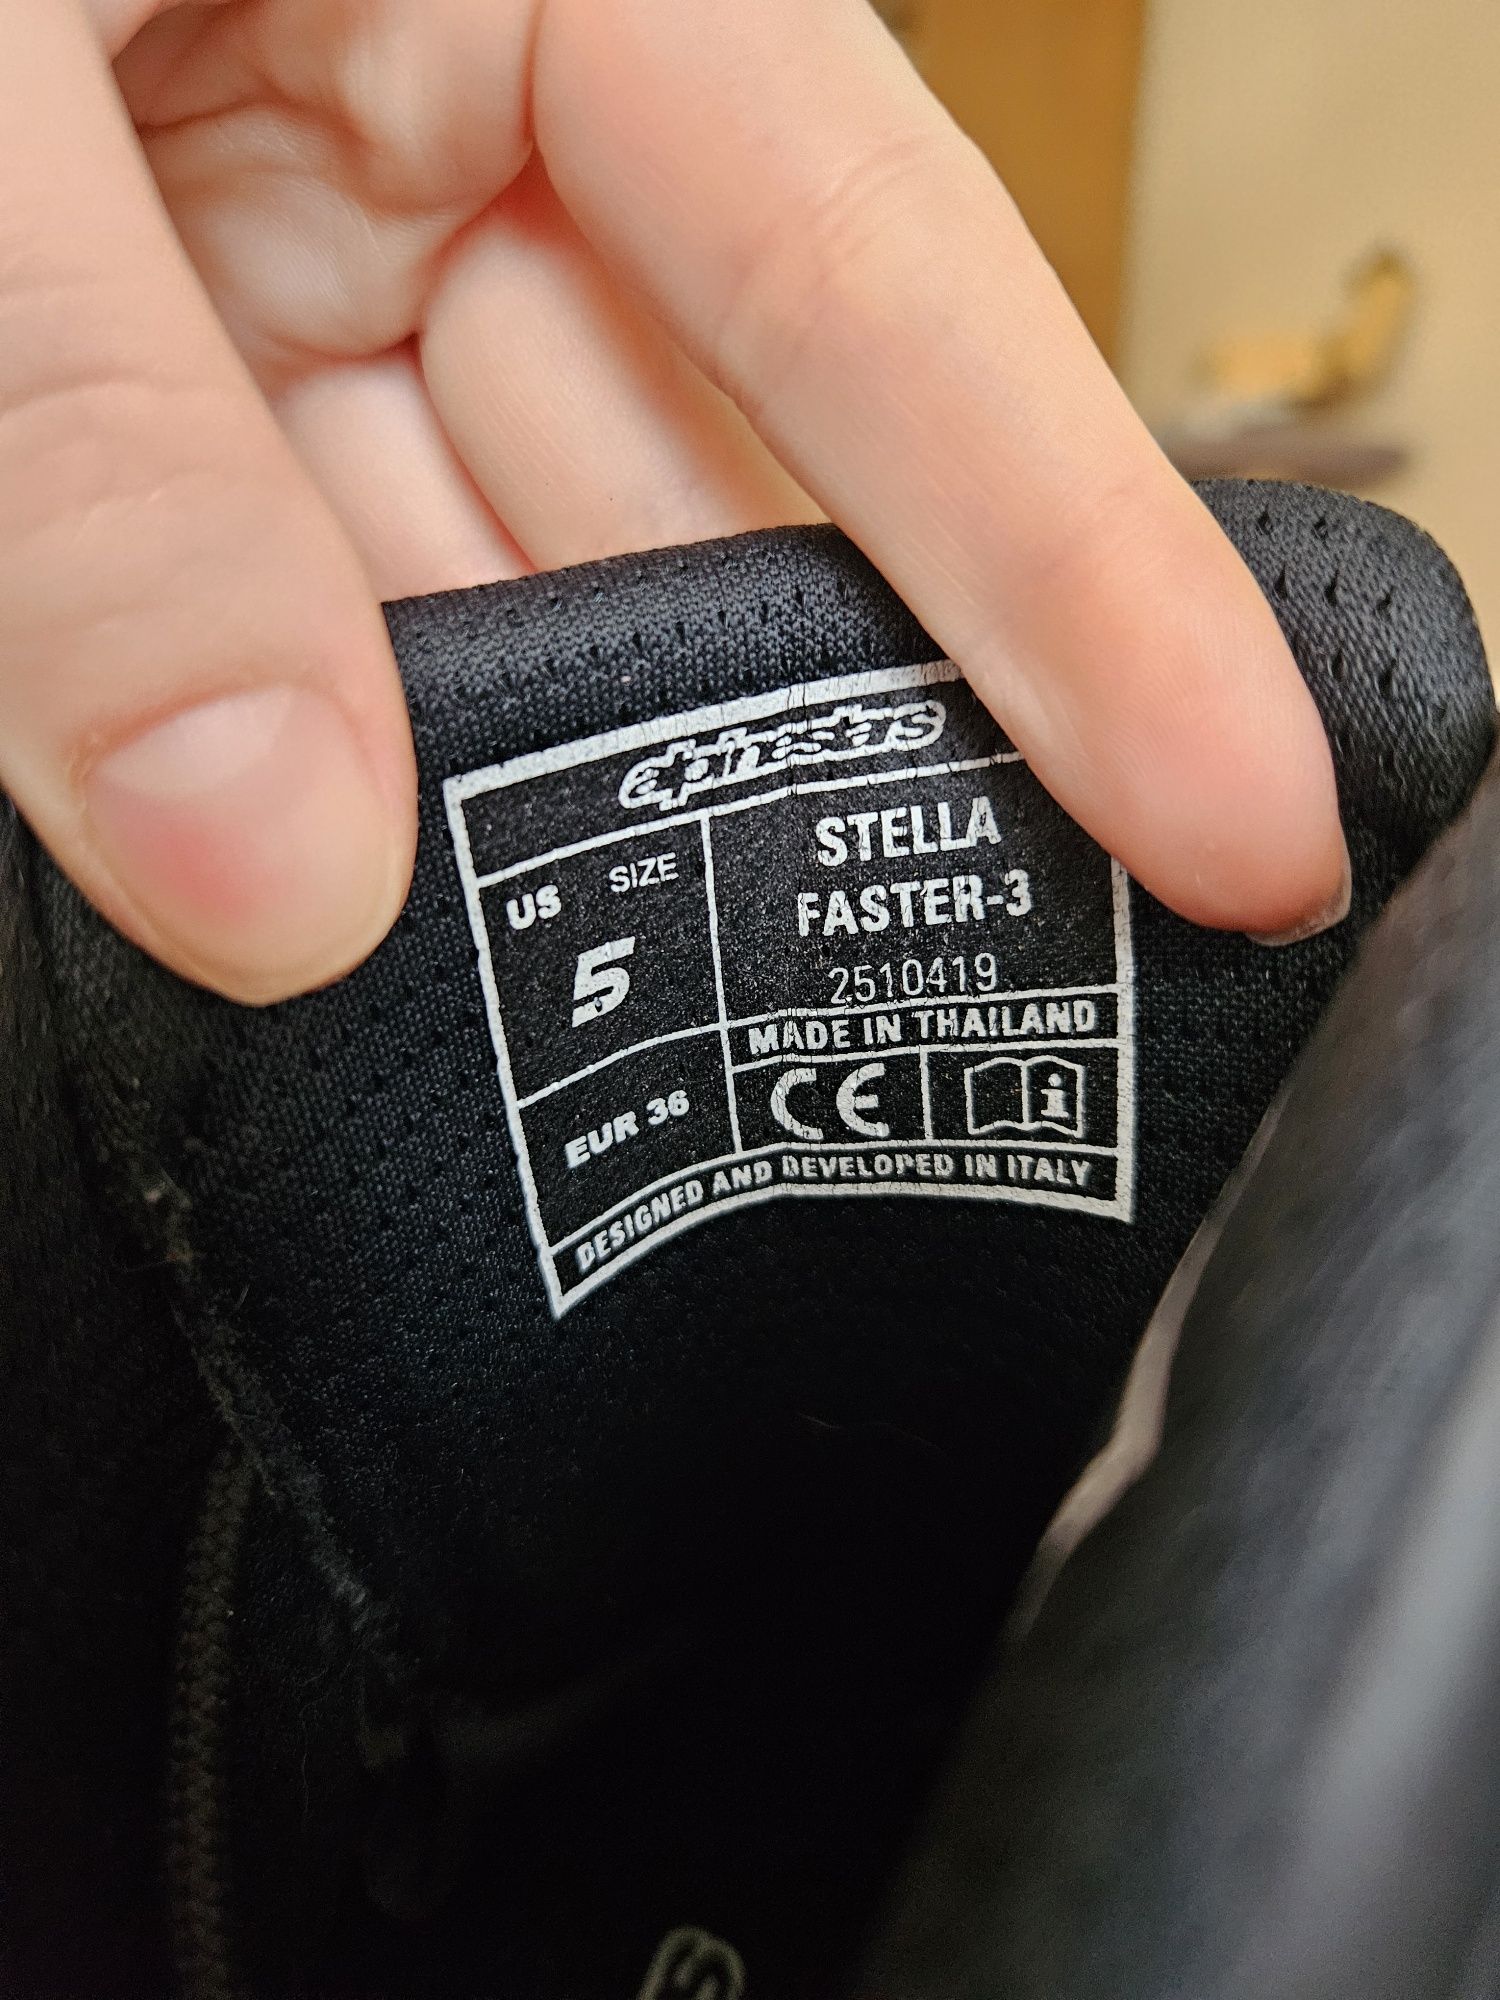 alpinestars
US SIZE
5
EUR 36
STELLA
FASTER-3
2510419
MADE IN THAILAND
CE
i
DESIGNED AND DEVELOPED IN ITALY